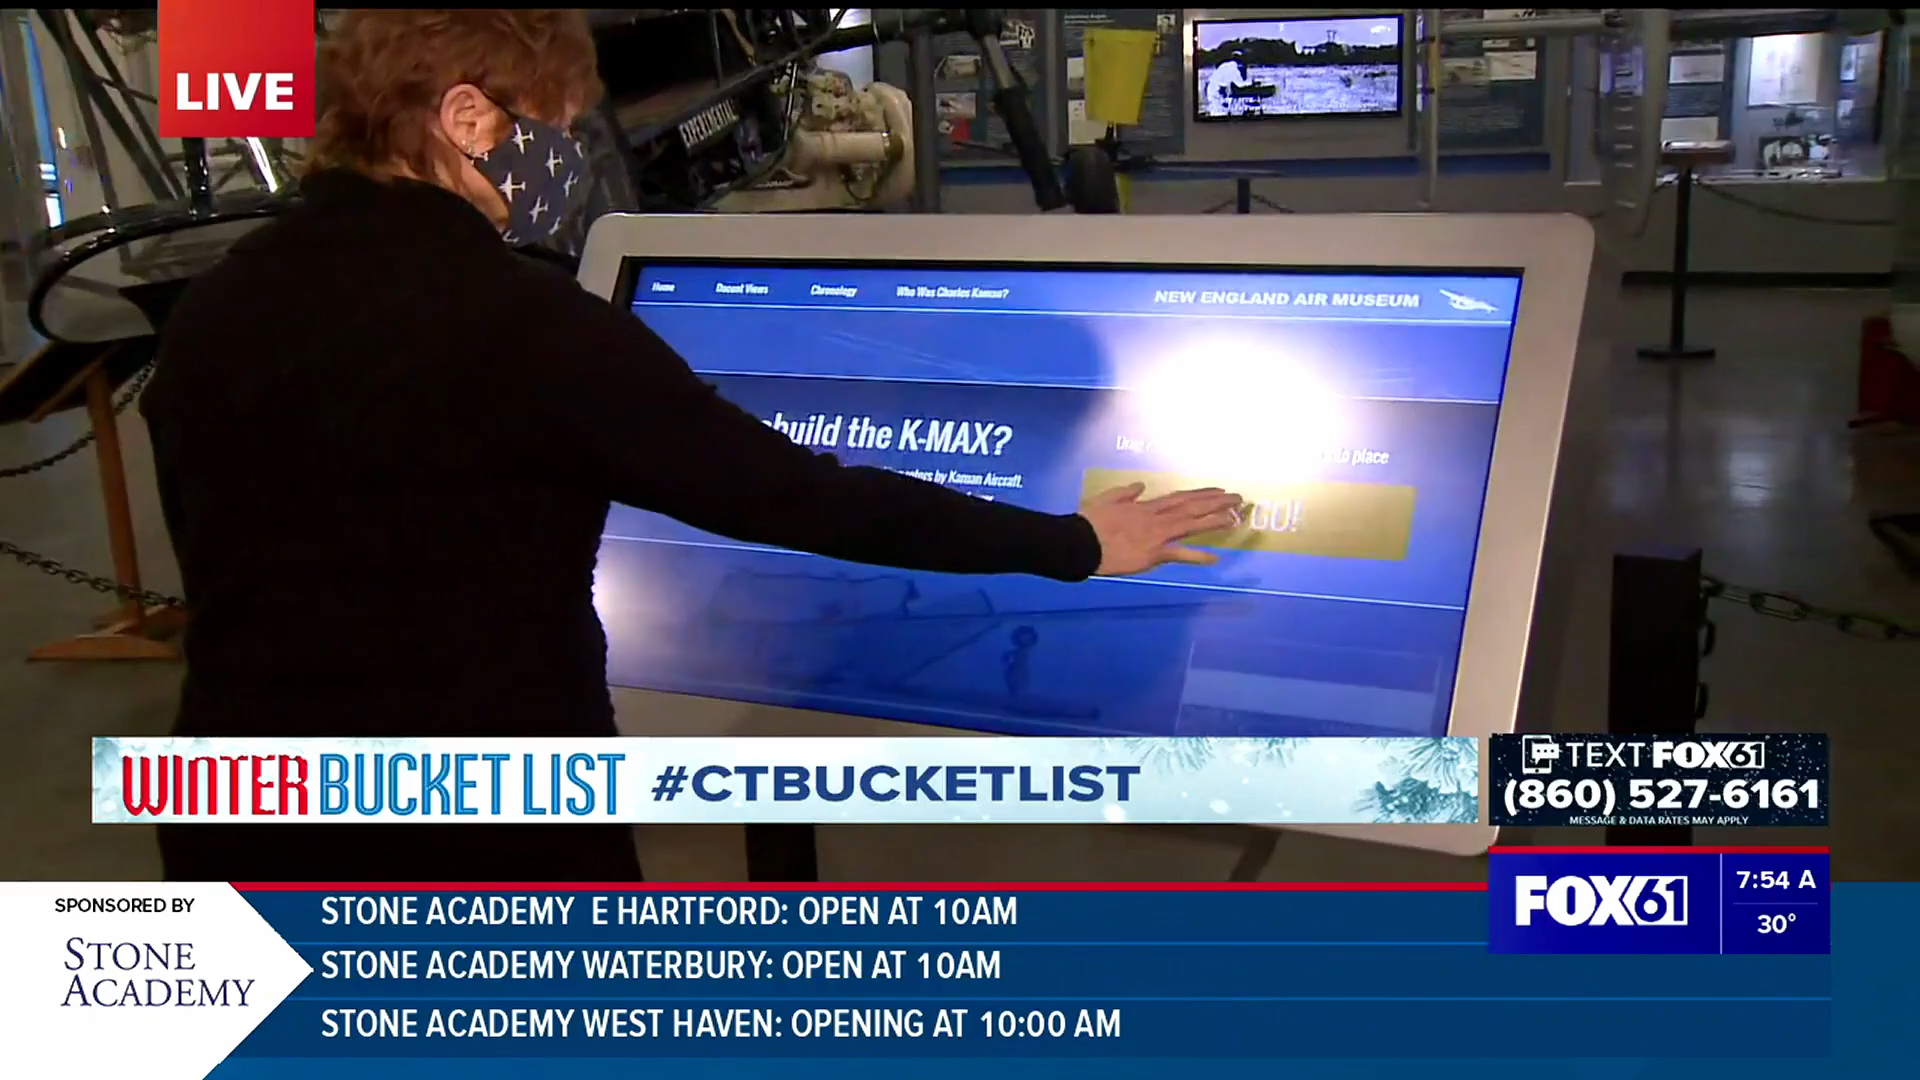 LIVE
EXPERIMENTAL
Home Docent Views Chronology Who Was Charles Kaman?
NEW ENGLAND AIR MUSEUM
the K-MAX?
by Kaman Aircraft.
place
GO!
WINTER BUCKET LIST #CTBUCKETLIST
TEXT FOX61
(860) 527-6161
MESSAGE & DATA RATES MAY APPLY
SPONSORED BY
STONE
ACADEMY
STONE ACADEMY E HARTFORD: OPEN AT 10AM
STONE ACADEMY WATERBURY: OPEN AT 10AM
STONE ACADEMY WEST HAVEN: OPENING AT 10:00 AM
FOX61
7:54 A
30°